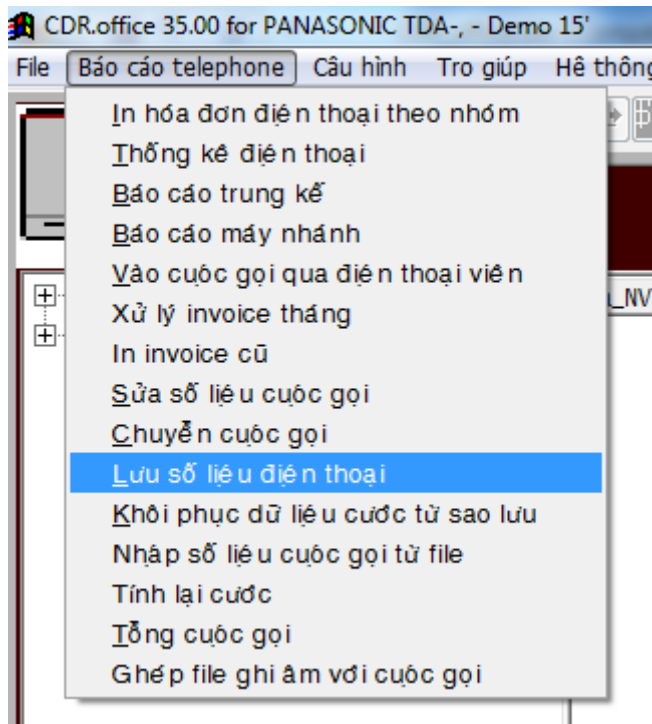 CDR.office 35.00 for PANASONIC TDA-, - Demo 15'
File Báo cáo telephone Câu hình Tro giúp Hê thông
In hóa đơn điện thoại theo nhóm
Thống kê điện thoại
Báo cáo trung kế
Báo cáo máy nhánh
Vào cuộc gọi qua điện thoại viên
_NV
Xử lý invoice tháng
In invoice cũ
Sửa số liệu cuộc gọi
Chuyển cuộc gọi
Lưu số liệu điện thoại
Khôi phục dữ liệu cước từ sao lưu
Nhập số liệu cuộc gọi từ file
Tính lại cước
Tổng cuộc gọi
Ghép file ghi âm với cuộc gọi